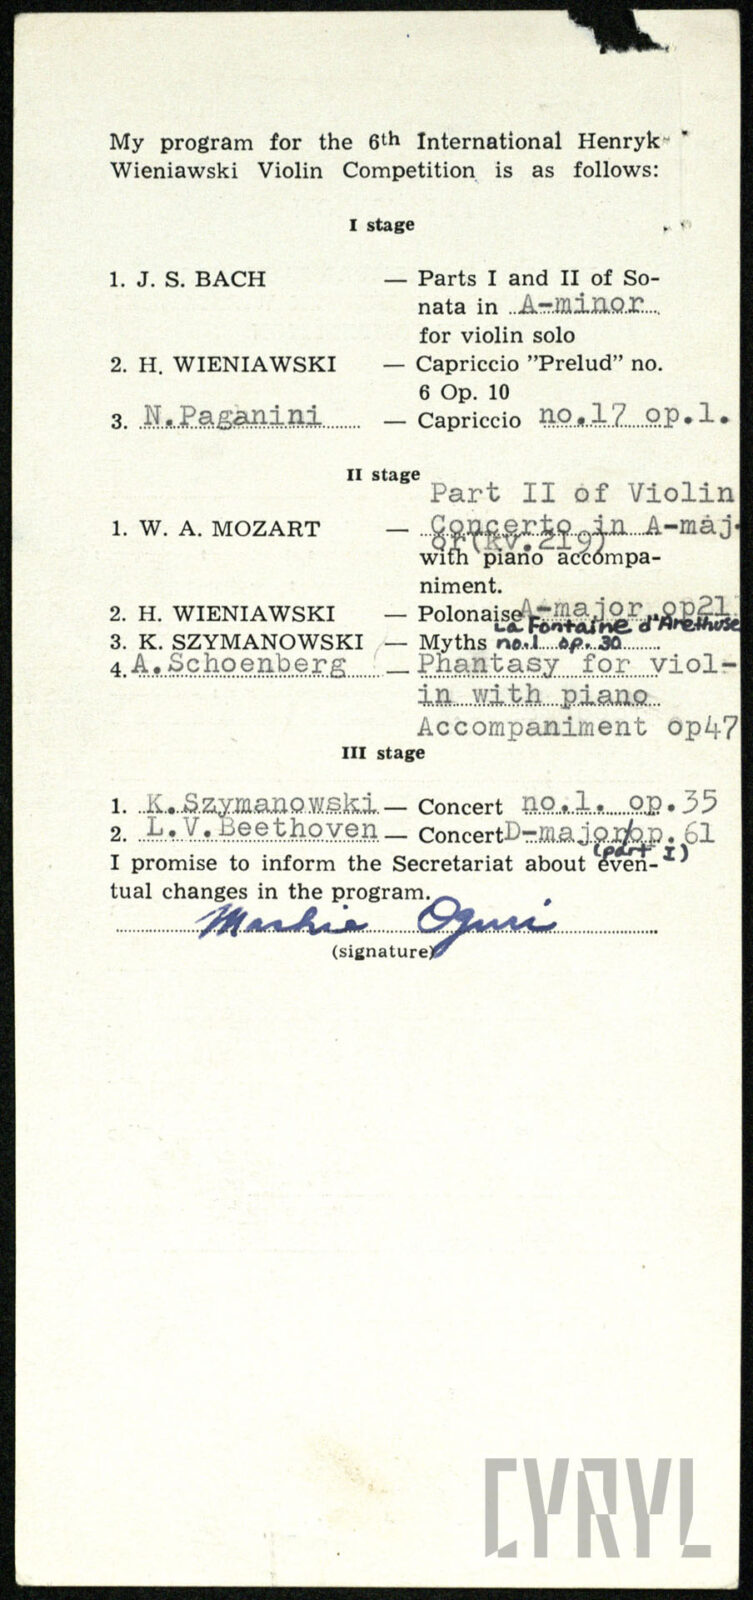 My program for the 6th International Henryk
Wieniawski Violin Competition is as follows:
I stage
1. J. S. BACH — Parts I and II of So-
nata in A-minor
for violin solo
2. H. WIENIAWSKI — Capriccio ”Prelud” no.
6 Op. 10
3. N.Paganini — Capriccio no.17 op.1.
II stage
Part II of Violin
1. W. A. MOZART — Concerto in A-maj-
or(kv.219)
with piano accompa-
niment.
2. H. WIENIAWSKI — Polonaise A-major op21
La Fontaine d'Arethuse
3. K. SZYMANOWSKI — Myths no.1 op.30
4. A.Schoenberg — Phantasy for viol-
in with piano
Accompaniment op47
III stage
1. K.Szymanowski — Concert no.1. op.35
2. L.V.Beethoven — Concert D-major/op.61
(part I)
I promise to inform the Secretariat about even-
tual changes in the program.
Oguri
(signature)
CYRYL